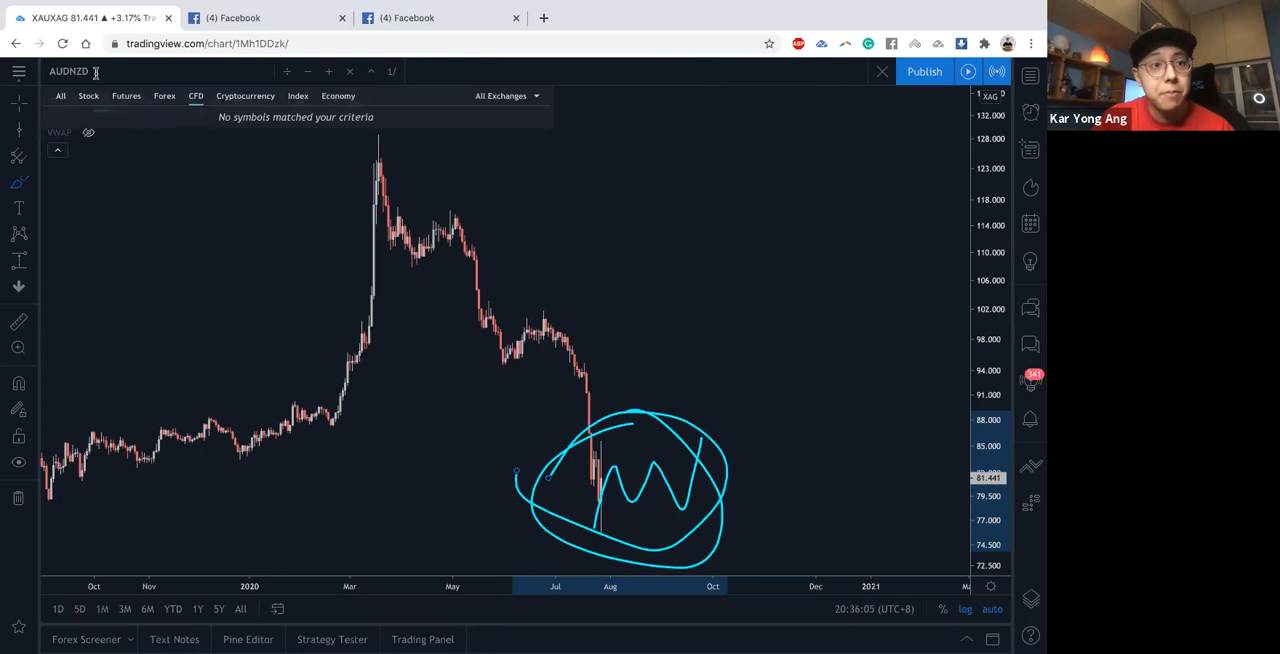 XAUXAG 81.441 ▲ +3.17% Tra
(4) Facebook
(4) Facebook
tradingview.com/chart/1Mh1DDzk/
ABP
AUDNZD
1/
Publish
All Stock Futures Forex CFD Cryptocurrency Index Economy All Exchanges
No symbols matched your criteria
VWAP
Kar Yong Ang
XAG
132.000
128.000
123.000
118.000
114.000
110.000
106.000
102.000
98.000
94.000
91.000
88.000
85.000
81.441
79.500
77.000
74.500
72.500
341
Oct Nov 2020 Mar May Jul Aug Oct Dec 2021
1D 5D 1M 3M 6M YTD 1Y 5Y All
20:36:05 (UTC+8) % log auto
Forex Screener Text Notes Pine Editor Strategy Tester Trading Panel